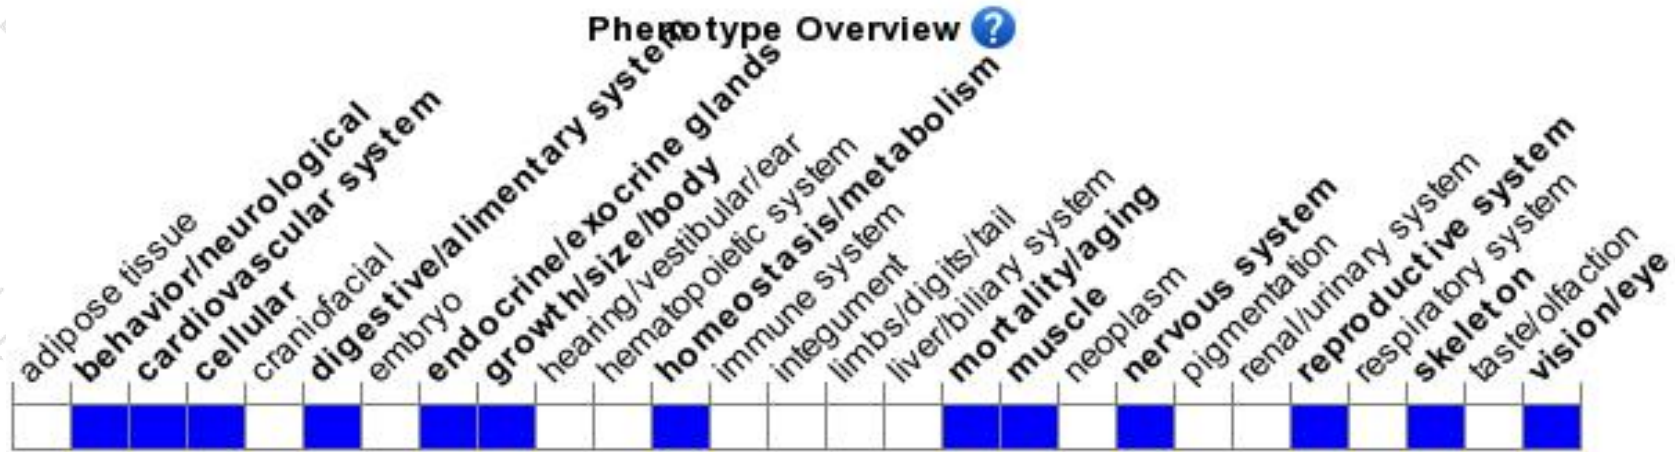 Phenotype Overview ?
adipose tissue
behavior/neurological
cardiovascular system
cellular
craniofacial
digestive/alimentary system
embryo
endocrine/exocrine glands
growth/size/body
hearing/vestibular/ear
hematopoietic system
homeostasis/metabolism
immune system
integument
limbs/digits/tail
liver/biliary system
mortality/aging
muscle
neoplasm
nervous system
pigmentation
renal/urinary system
reproductive system
respiratory system
skeleton
taste/olfaction
vision/eye